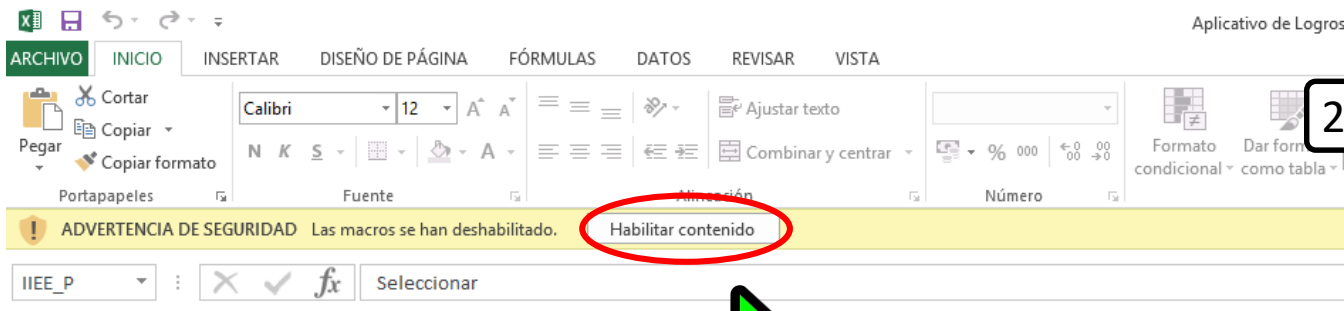 Aplicativo de Logros
ARCHIVO INICIO INSERTAR DISEÑO DE PÁGINA FÓRMULAS DATOS REVISAR VISTA
Cortar
Calibri 12 A A Ajustar texto
2
Copiar
Pegar
N K S A Combinar y centrar % 000
Formato Dar form
Copiar formato
condicional como tabla
Portapapeles Fuente Alineación Número
ADVERTENCIA DE SEGURIDAD Las macros se han deshabilitado. Habilitar contenido
IIEE_P fx Seleccionar